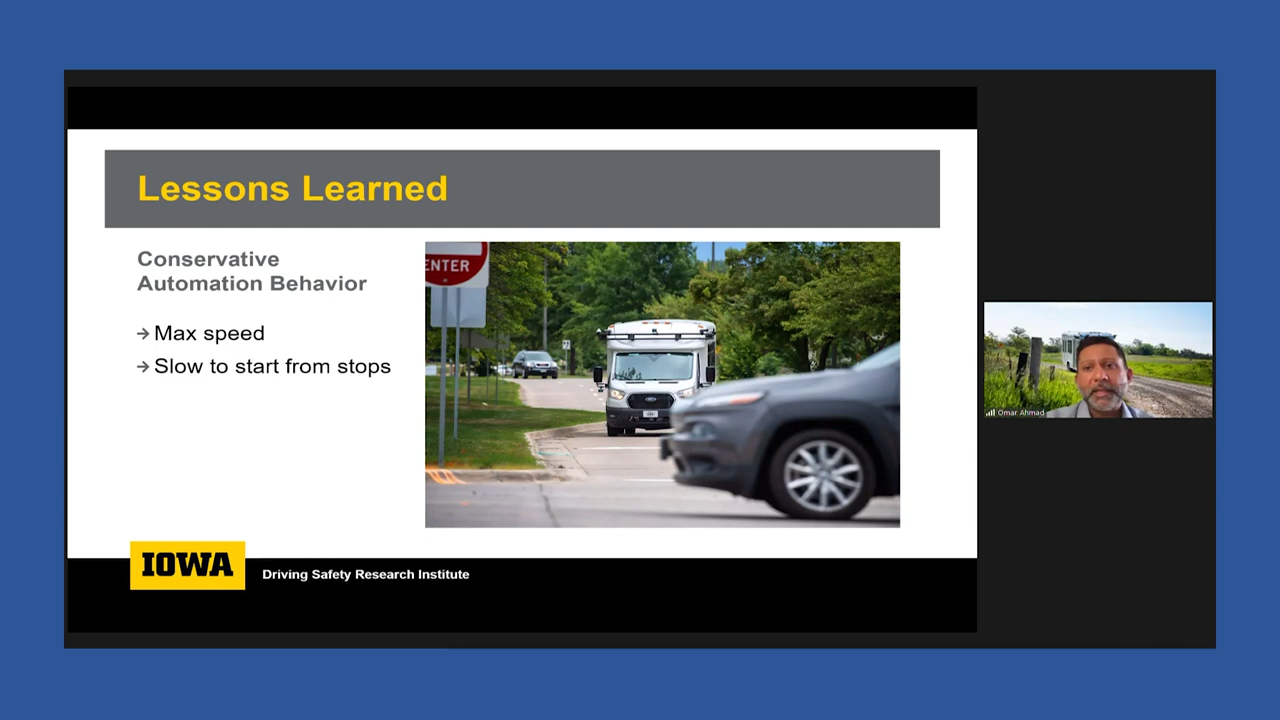 Lessons Learned
Conservative
Automation Behavior
→ Max speed
→ Slow to start from stops
ENTER
7
IOWA
Driving Safety Research Institute
Omar Ahmad